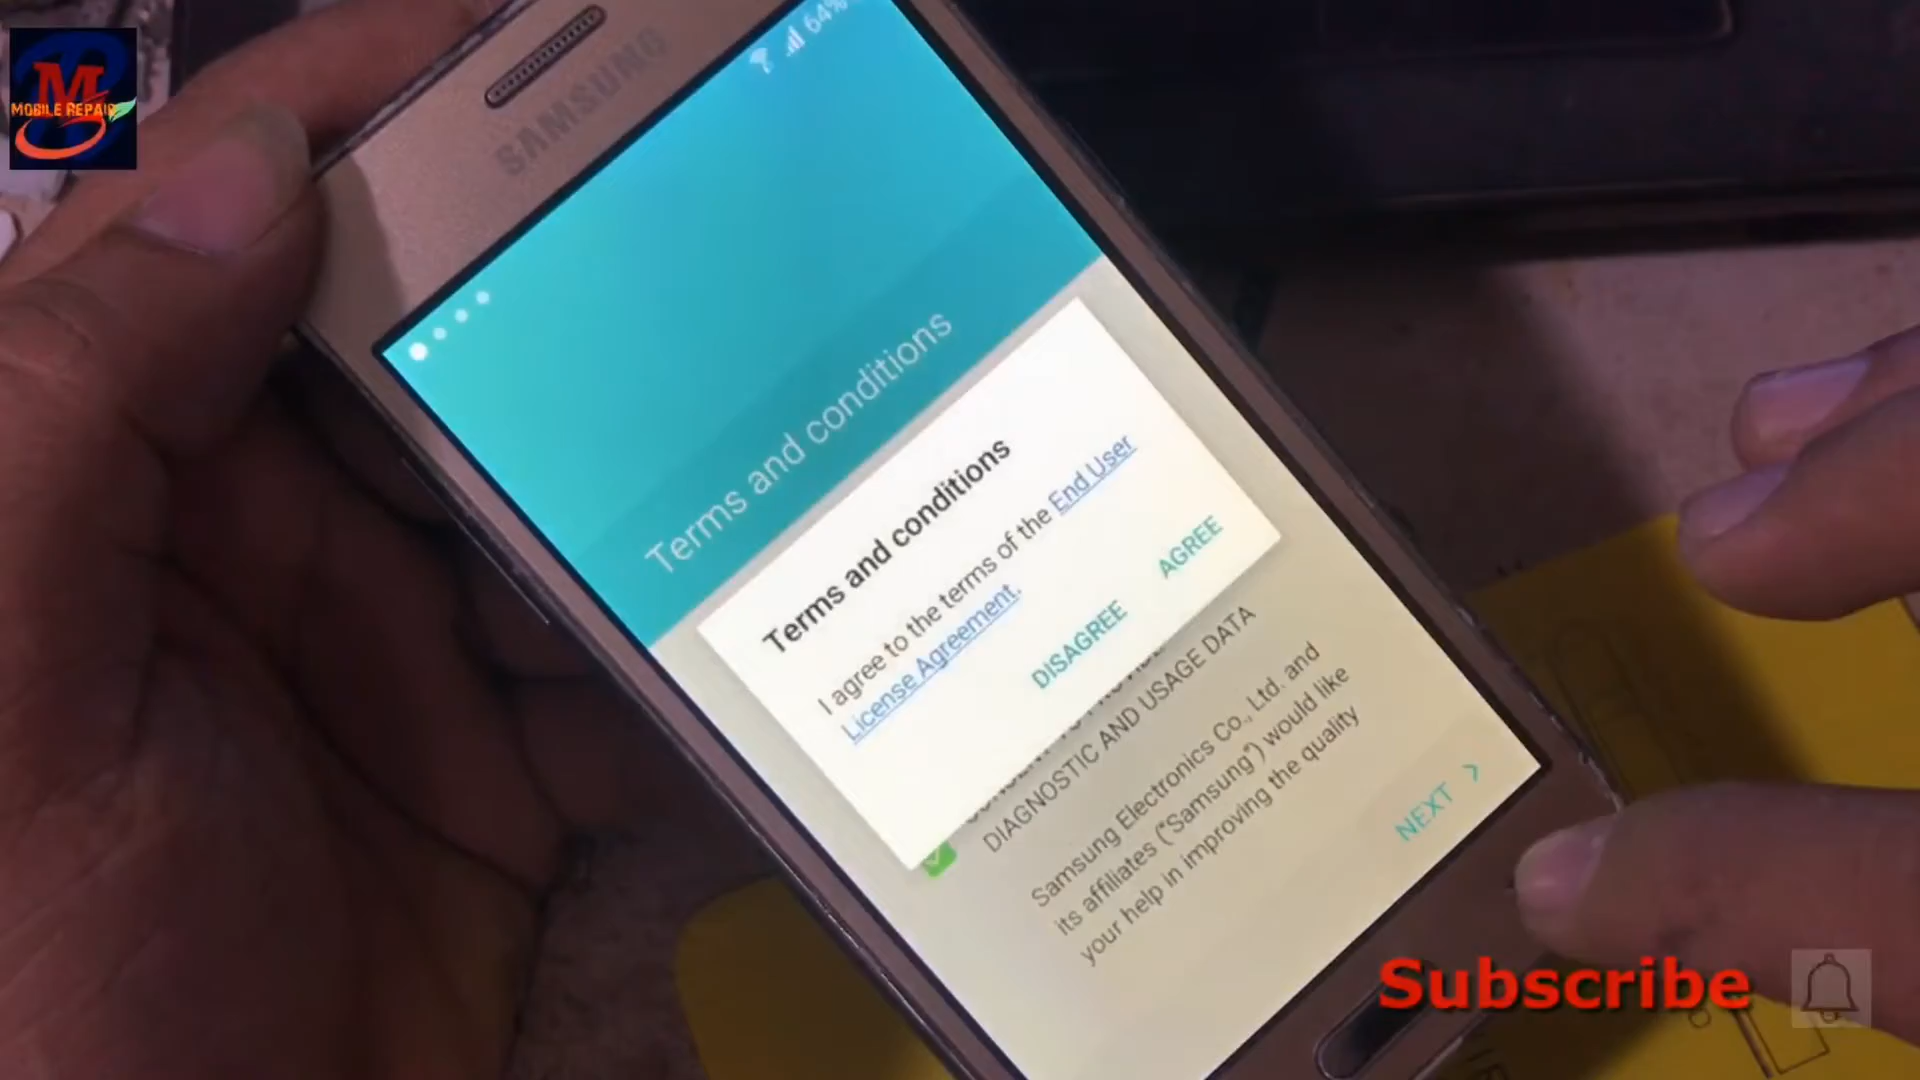 M
MOBILE REPAIR
SAMSUNG
64%
Terms and conditions
Terms and conditions
I agree to the terms of the End User
License Agreement.
DISAGREE
AGREE
DIAGNOSTIC AND USAGE DATA
Samsung Electronics Co., Ltd. and
its affiliates ("Samsung") would like
your help in improving the quality
NEXT >
Subscribe